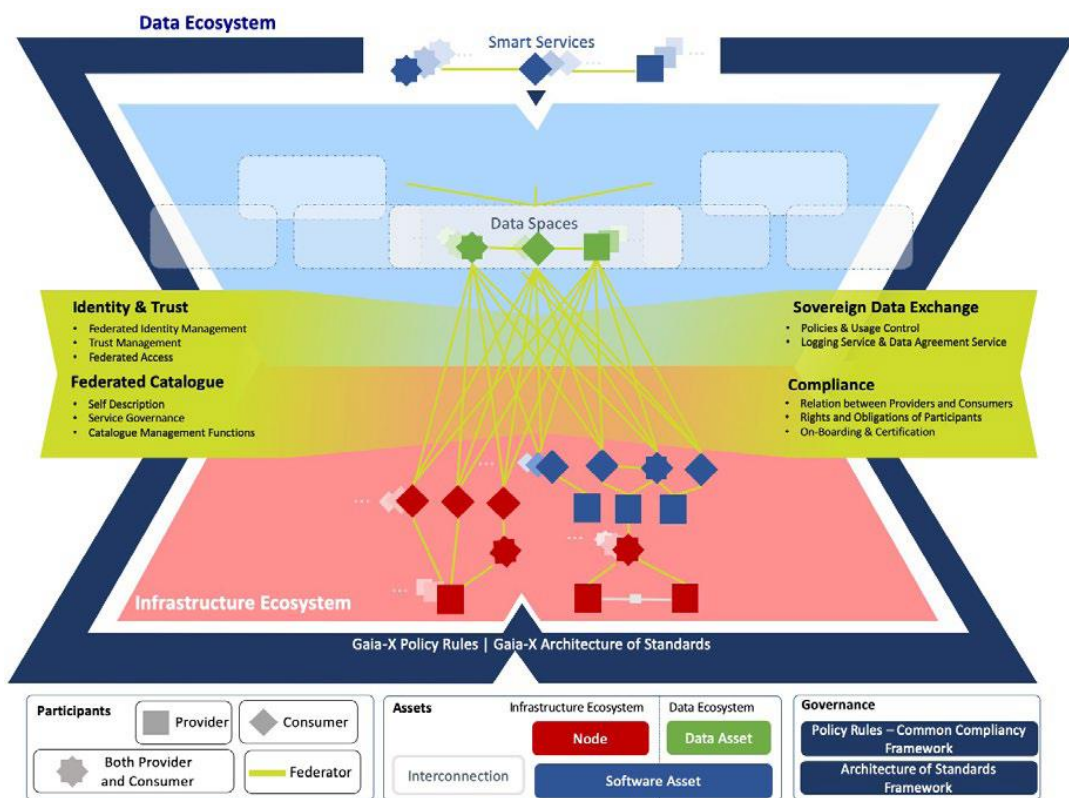 Data Ecosystem
Smart Services
Data Spaces
Identity & Trust
• Federated Identity Management
• Trust Management
• Federated Access
Federated Catalogue
• Self Description
• Service Governance
• Catalogue Management Functions
Sovereign Data Exchange
• Policies & Usage Control
• Logging Service & Data Agreement Service
Compliance
• Relation between Providers and Consumers
• Rights and Obligations of Participants
• On-Boarding & Certification
Infrastructure Ecosystem
Gaia-X Policy Rules | Gaia-X Architecture of Standards
Participants
Provider
Consumer
Both Provider
and Consumer
Federator
Assets
Infrastructure Ecosystem
Data Ecosystem
Node
Data Asset
Interconnection
Software Asset
Governance
Policy Rules – Common Compliancy
Framework
Architecture of Standards
Framework